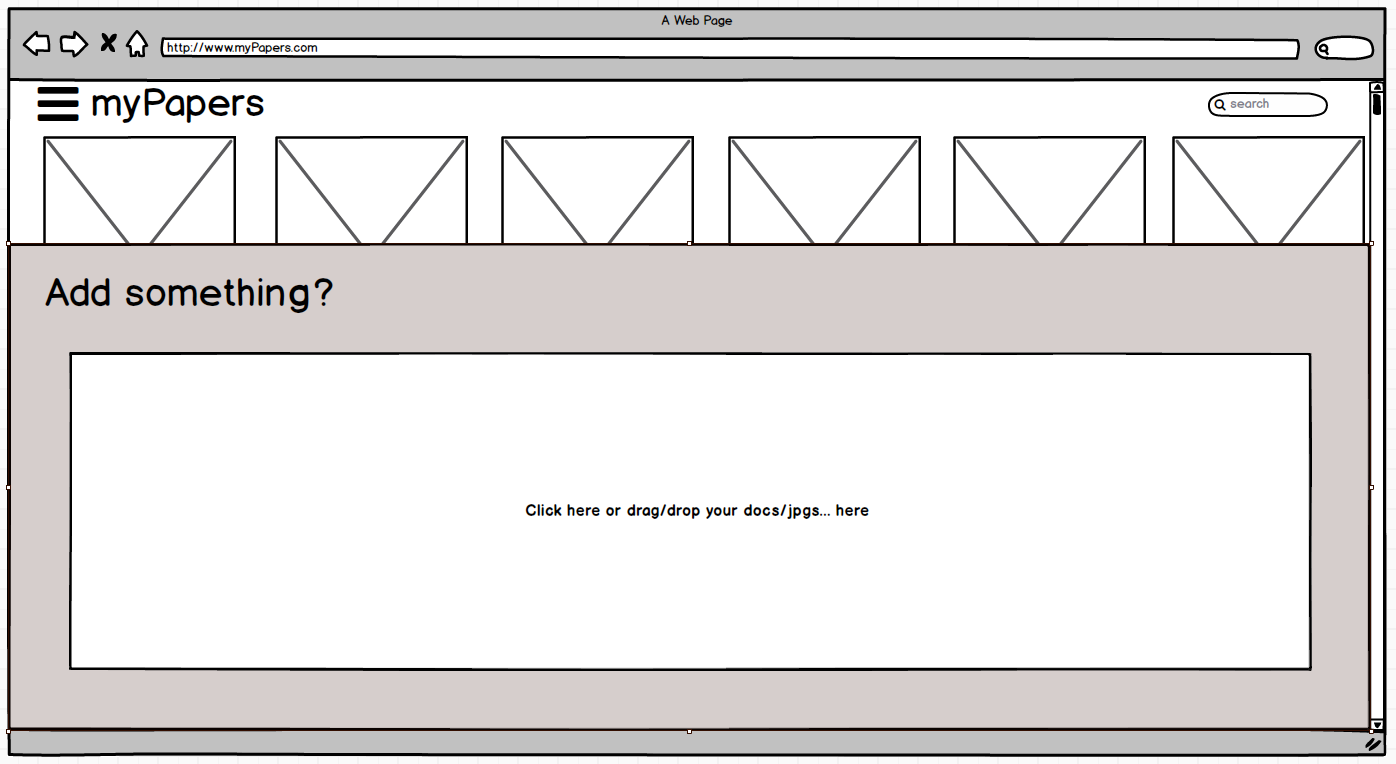 A Web Page
http://www.myPapers.com
myPapers
search
Add something?
Click here or drag/drop your docs/jpgs... here